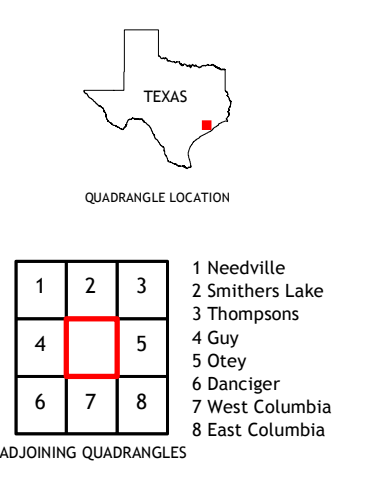 TEXAS
QUADRANGLE LOCATION
1 2 3
4 5
6 7 8
1 Needville
2 Smithers Lake
3 Thompsons
4 Guy
5 Otey
6 Danciger
7 West Columbia
8 East Columbia
ADJOINING QUADRANGLES